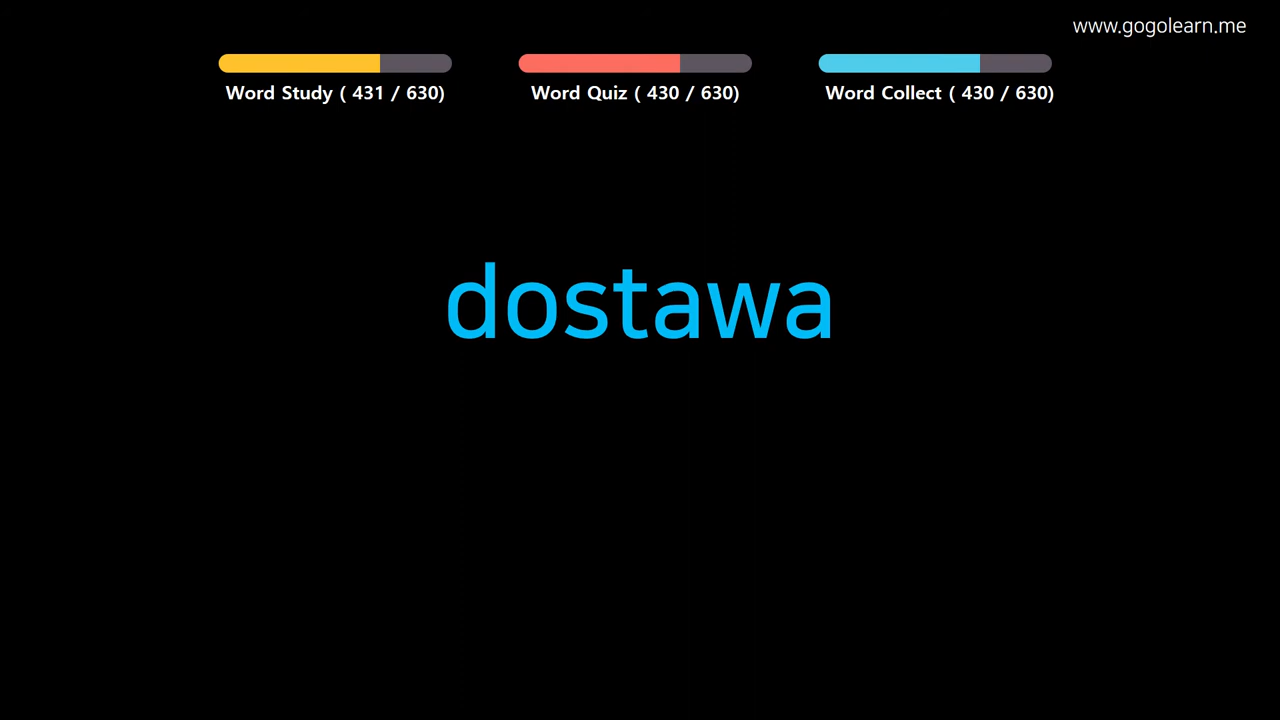 www.gogolearn.me
Word Study ( 431 / 630)
Word Quiz ( 430 / 630)
Word Collect ( 430 / 630)
dostawa